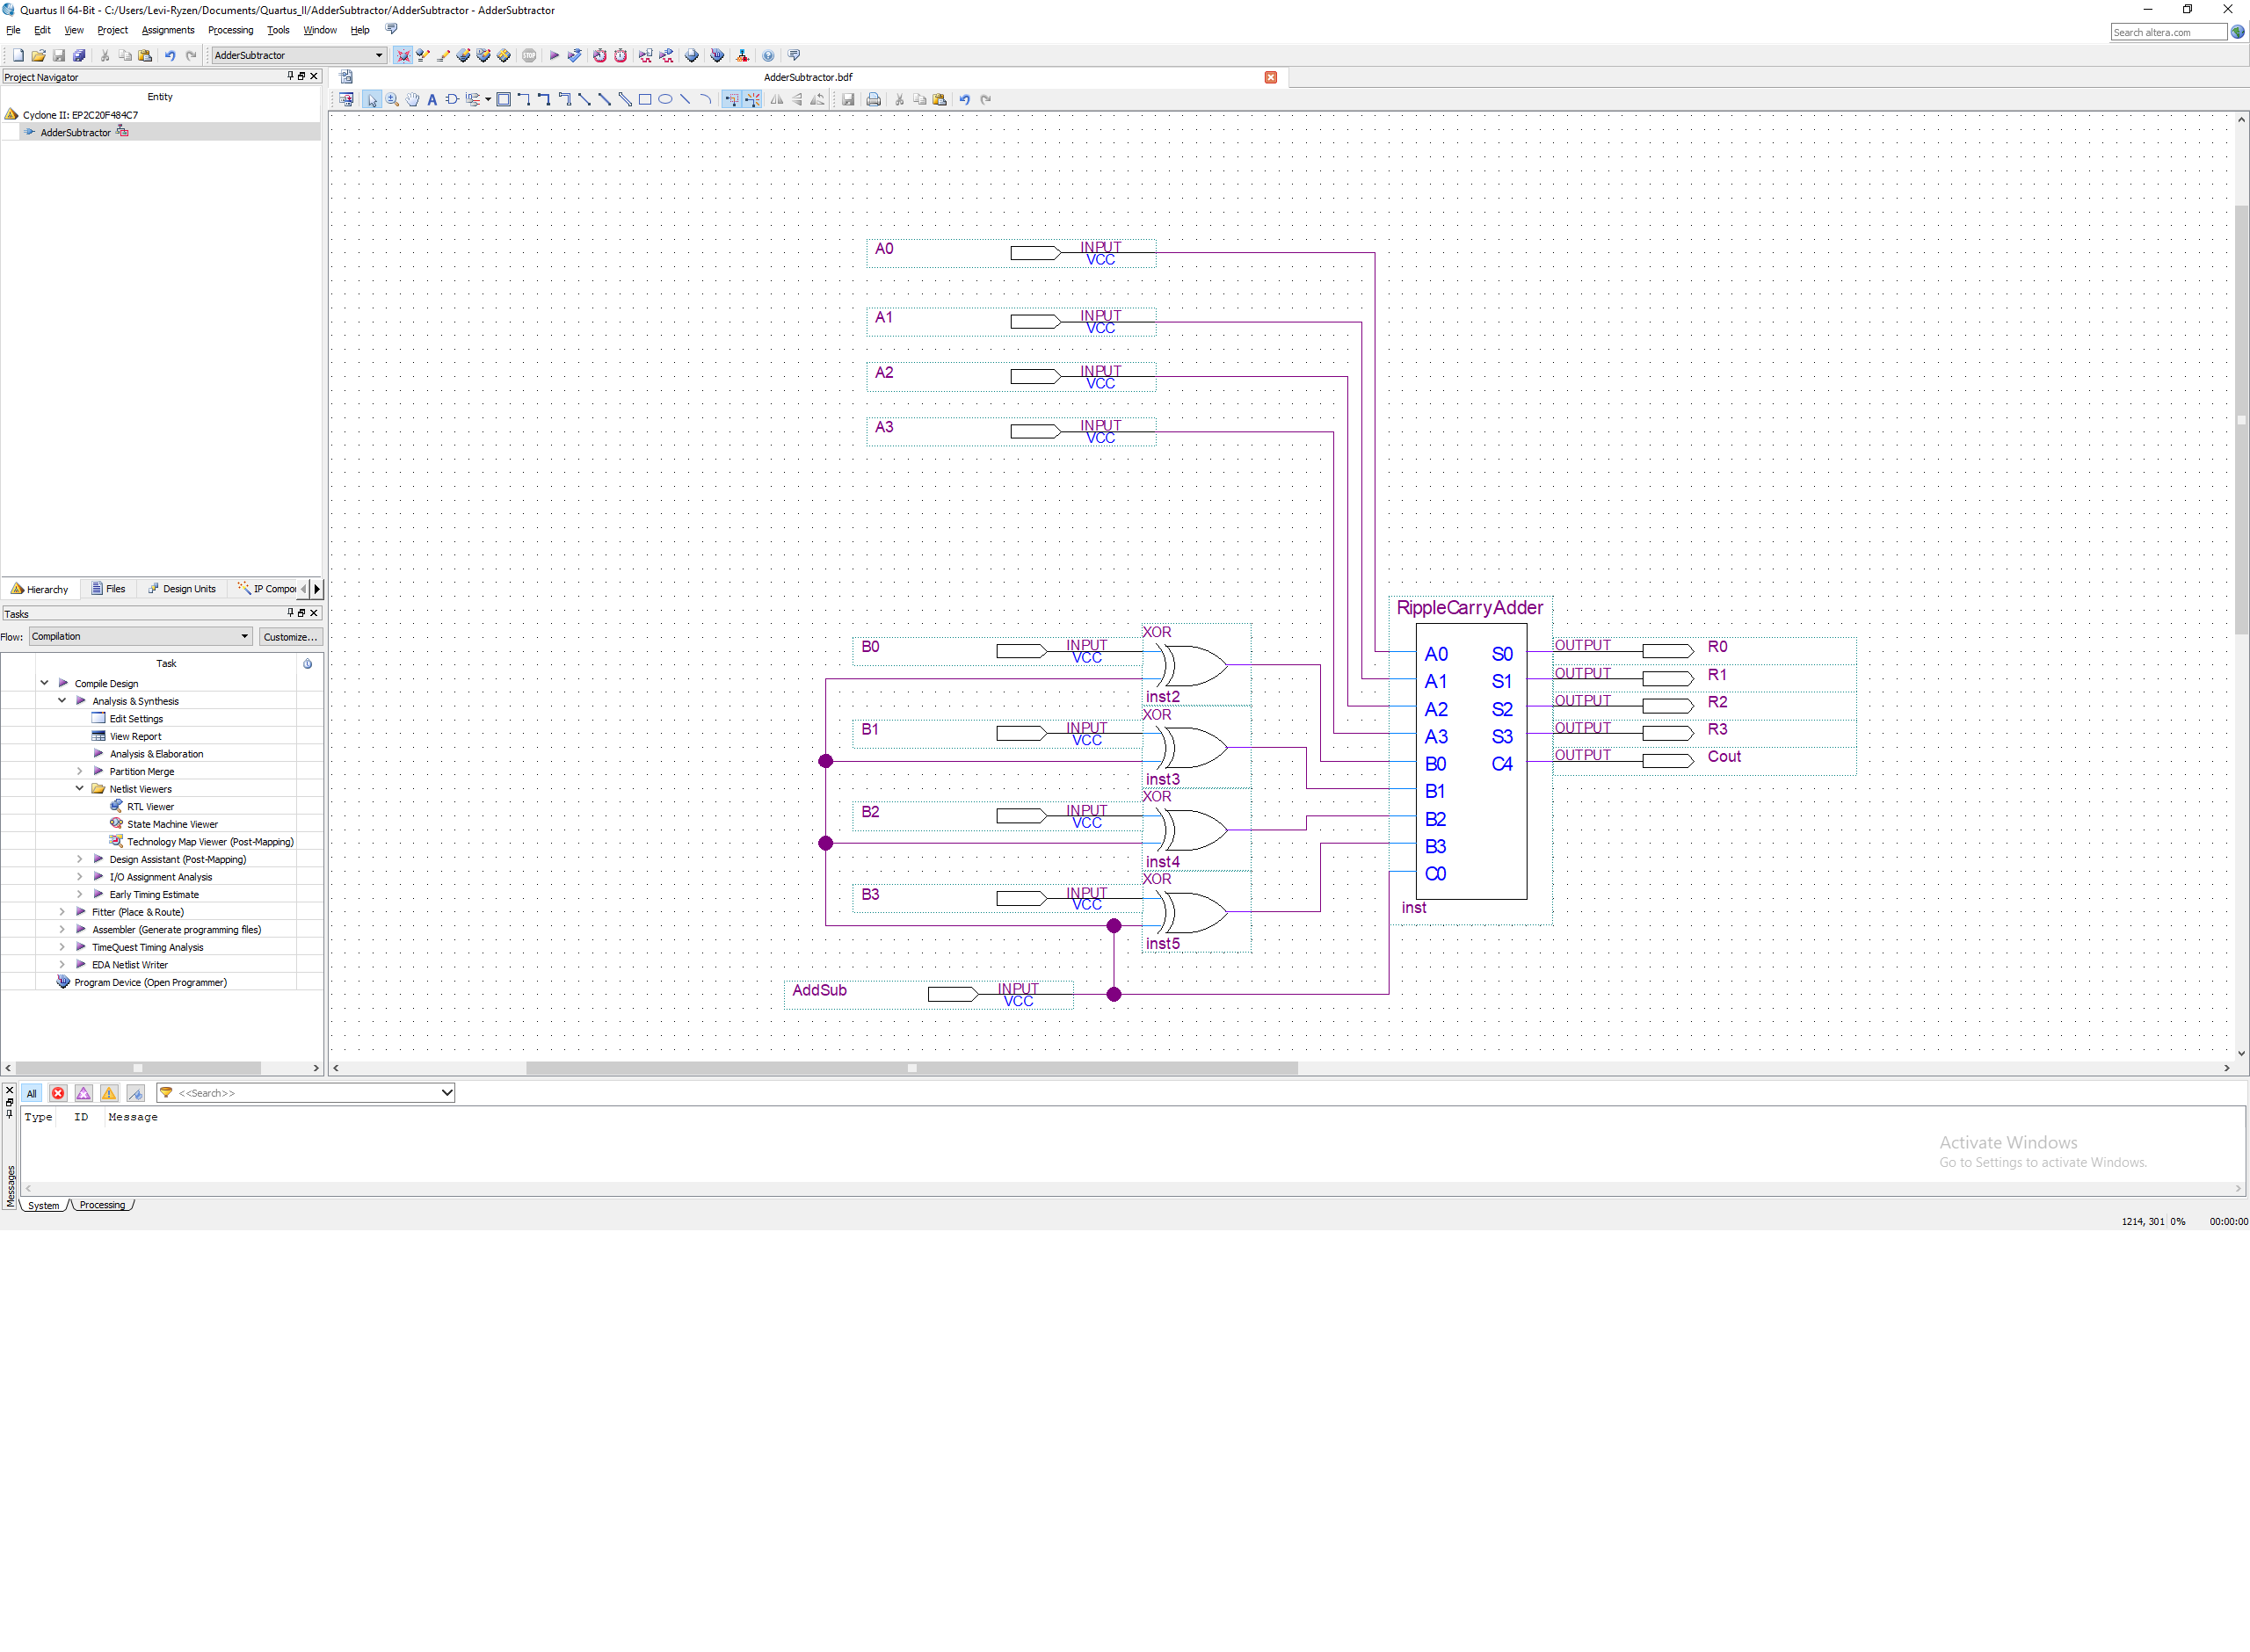 Quartus II 64-Bit - C:/Users/Levi-Ryzen/Documents/Quartus_II/AdderSubtractor/AdderSubtractor - AdderSubtractor
File Edit View Project Assignments Processing Tools Window Help
Search altera.com
AdderSubtractor
Project Navigator
AdderSubtractor.bdf
Entity
Cyclone II: EP2C20F484C7
AdderSubtractor
Hierarchy Files Design Units IP Compor
Tasks
Flow: Compilation Customize...
Task
Compile Design
Analysis & Synthesis
Edit Settings
View Report
Analysis & Elaboration
Partition Merge
Netlist Viewers
RTL Viewer
State Machine Viewer
Technology Map Viewer (Post-Mapping)
Design Assistant (Post-Mapping)
I/O Assignment Analysis
Early Timing Estimate
Fitter (Place & Route)
Assembler (Generate programming files)
TimeQuest Timing Analysis
EDA Netlist Writer
Program Device (Open Programmer)
A0 INPUT
VCC
A1 INPUT
VCC
A2 INPUT
VCC
A3 INPUT
VCC
B0 INPUT
VCC
XOR
inst2
B1 INPUT
VCC
XOR
inst3
B2 INPUT
VCC
XOR
inst4
B3 INPUT
VCC
XOR
inst5
AddSub INPUT
VCC
RippleCarryAdder
A0 S0
A1 S1
A2 S2
A3 S3
B0 C4
B1
B2
B3
C0
inst
OUTPUT R0
OUTPUT R1
OUTPUT R2
OUTPUT R3
OUTPUT Cout
All <<Search>>
Type ID Message
Messages
System Processing
Activate Windows
Go to Settings to activate Windows.
1214, 301 0% 00:00:00